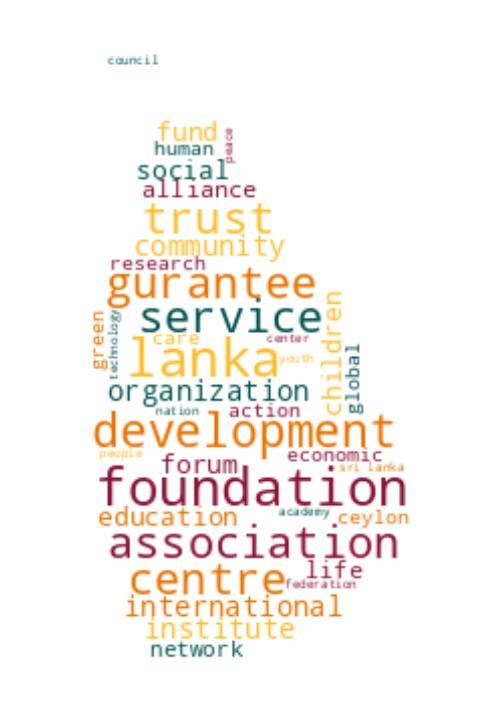 council
fund
peace
human
social
alliance
trust
community
research
gurantee
children
service
green
technology
care
center
lanka
youth
global
organization
nation
action
development
people
economic
forum
sri lanka
foundation
education
academy
ceylon
association
life
centre
federation
international
institute
network